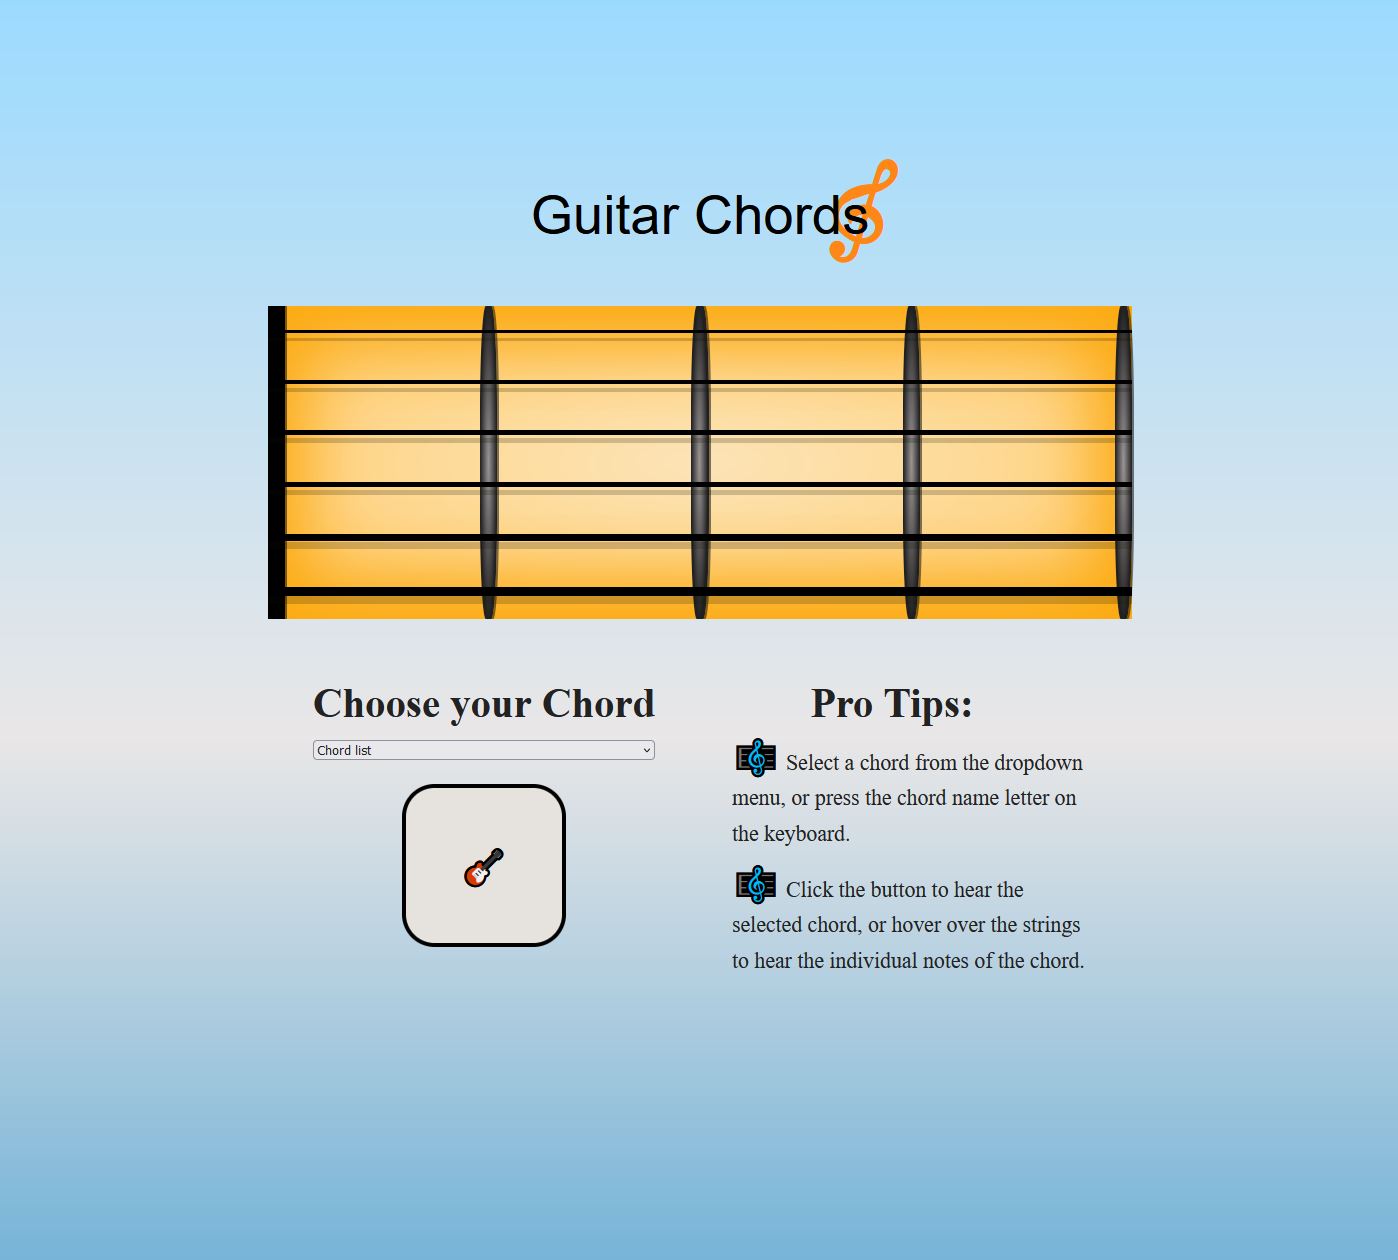 Guitar Chords
Choose your Chord
Chord list
Pro Tips:
Select a chord from the dropdown
menu, or press the chord name letter on
the keyboard.
Click the button to hear the
selected chord, or hover over the strings
to hear the individual notes of the chord.